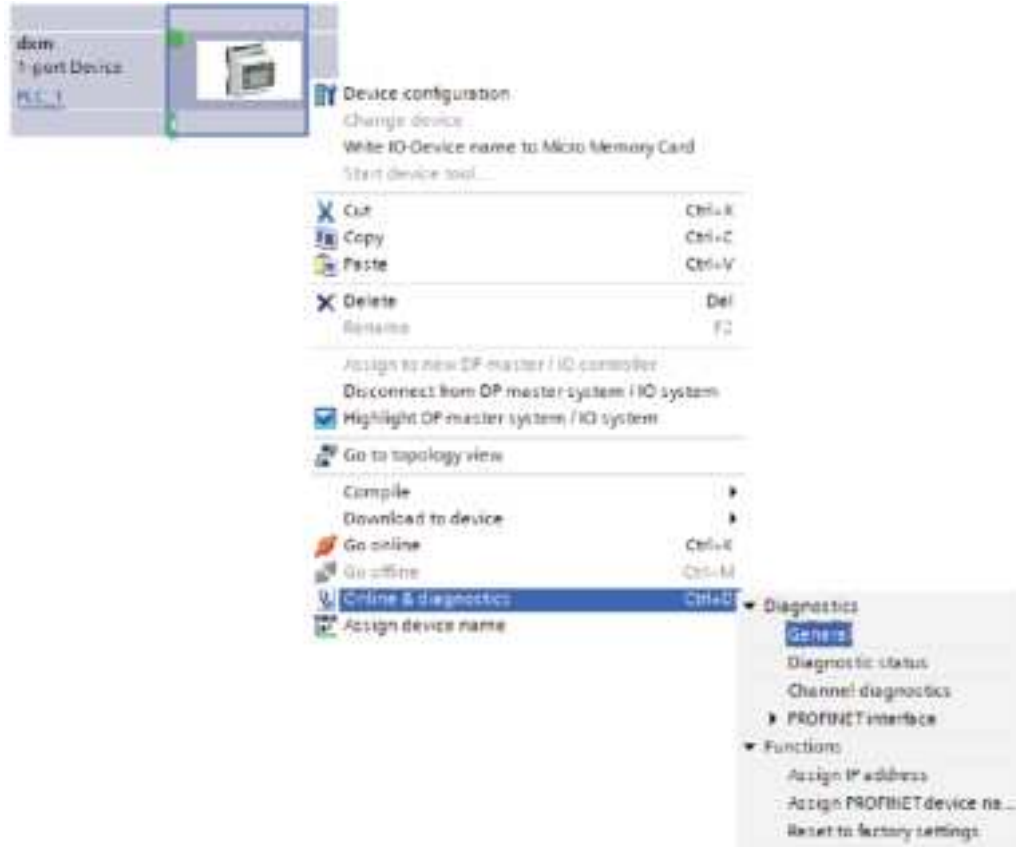 dxm
1-port Device
PLC_1
Device configuration
Change device
Write IO-Device name to Micro Memory Card
Start device tool...
Cut Ctrl+X
Copy Ctrl+C
Paste Ctrl+V
Delete Del
Rename F2
Assign to new DP master / IO controller
Disconnect from DP master system / IO system
Highlight DP master system / IO system
Go to topology view
Compile
Download to device
Go online Ctrl+K
Go offline Ctrl+M
Online & diagnostics Ctrl+D
Assign device name
Diagnostics
General
Diagnostic status
Channel diagnostics
PROFINET interface
Functions
Assign IP address
Assign PROFINET device na...
Reset to factory settings